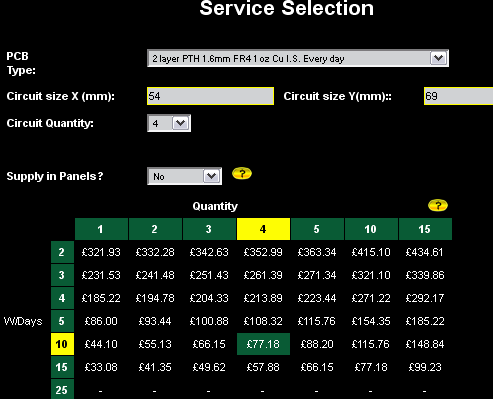 Service Selection
PCB
Type:
2 layer PTH 1.6mm FR4 1 oz Cu I.S. Every day
Circuit size X (mm): 54 Circuit size Y(mm):: 69
Circuit Quantity: 4
Supply in Panels? No ?
Quantity ?
1 2 3 4 5 10 15
2 £321.93 £332.28 £342.63 £352.99 £363.34 £415.10 £434.61
3 £231.53 £241.48 £251.43 £261.39 £271.34 £321.10 £339.86
4 £185.22 £194.78 £204.33 £213.89 £223.44 £271.22 £292.17
W/Days 5 £86.00 £93.44 £100.88 £108.32 £115.76 £154.35 £185.22
10 £44.10 £55.13 £66.15 £77.18 £88.20 £115.76 £148.84
15 £33.08 £41.35 £49.62 £57.88 £66.15 £77.18 £99.23
25 - - - - - - -